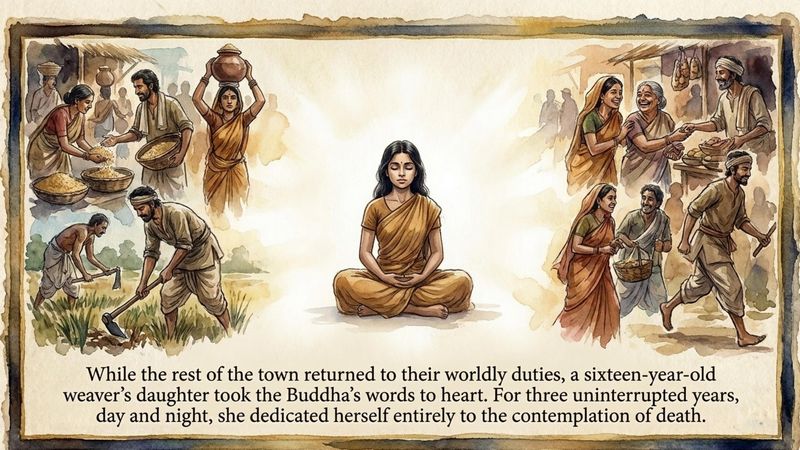 While the rest of the town returned to their worldly duties, a sixteen-year-old
weaver's daughter took the Buddha's words to heart. For three uninterrupted years,
day and night, she dedicated herself entirely to the contemplation of death.